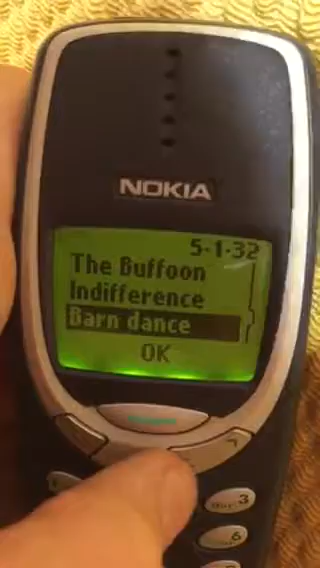 NOKIA
5-1-32
The Buffoon
Indifference
Barn dance
OK
3
6